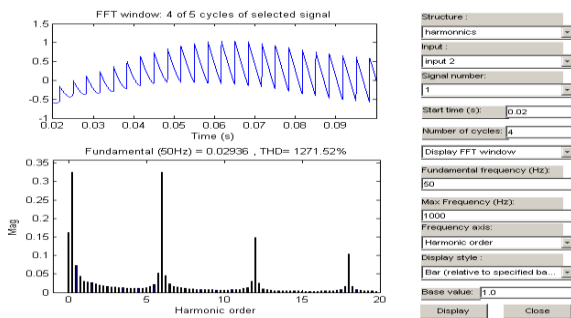 FFT window: 4 of 5 cycles of selected signal
1.5
1
0.5
0
-0.5
-1
0.02 0.03 0.04 0.05 0.06 0.07 0.08 0.09
Time (s)
Fundamental (50Hz) = 0.02936 , THD= 1271.52%
0.35
0.3
0.25
0.2
0.15
0.1
0.05
0
Mag
0 5 10 15 20
Harmonic order
Structure :
harmonnics
Input :
input 2
Signal number:
1
Start time (s): 0.02
Number of cycles: 4
Display FFT window
Fundamental frequency (Hz):
50
Max Frequency (Hz):
1000
Frequency axis:
Harmonic order
Display style :
Bar (relative to specified ba...
Base value: 1.0
Display Close